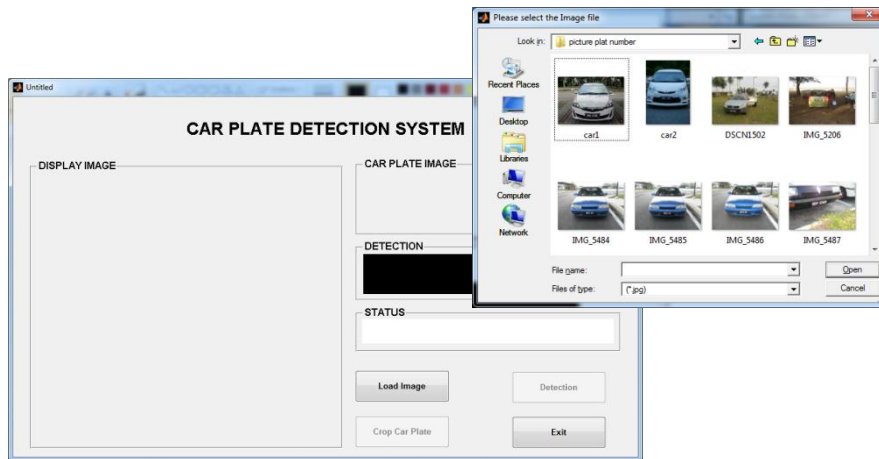 Please select the Image file
Look in:
picture plat number
Recent Places
Desktop
Libraries
Computer
Network
car1
car2
DSCN1502
IMG_5206
IMG_5484
IMG_5485
IMG_5486
IMG_5487
File name:
Open
Files of type:
(*.jpg)
Cancel
Untitled
CAR PLATE DETECTION SYSTEM
DISPLAY IMAGE
CAR PLATE IMAGE
DETECTION
STATUS
Load Image
Detection
Crop Car Plate
Exit